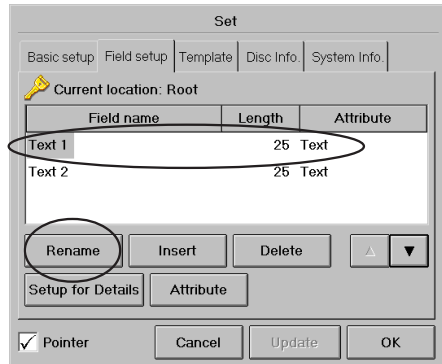 Set
Basic setup Field setup Template Disc Info. System Info.
Current location: Root
Field name Length Attribute
Text 1 25 Text
Text 2 25 Text
Rename Insert Delete
Setup for Details Attribute
Pointer Cancel Update OK